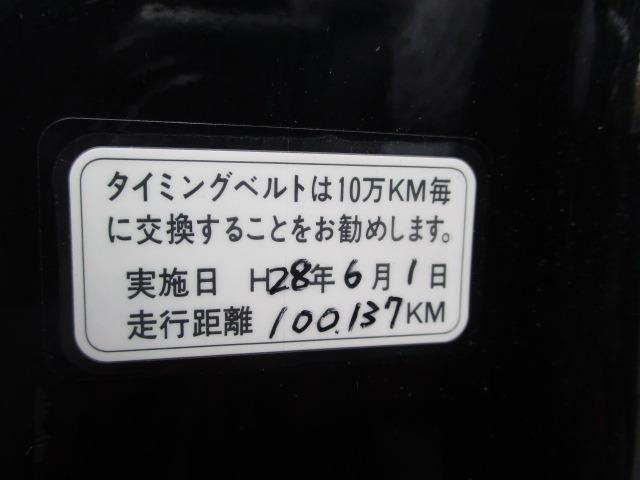 タイミングベルトは10万KM毎
に交換することをお勧めします。
実施日 H28年6月1日
走行距離 100.137KM